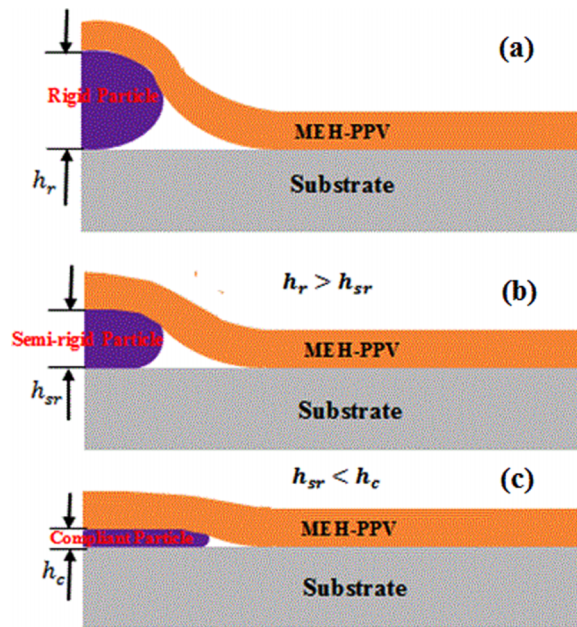 (a)
Rigid Particle
MEH-PPV
h_r
Substrate
h_r > h_sr
(b)
Semi-rigid Particle
MEH-PPV
h_sr
Substrate
h_sr < h_c
(c)
Compliant Particle
MEH-PPV
h_c
Substrate